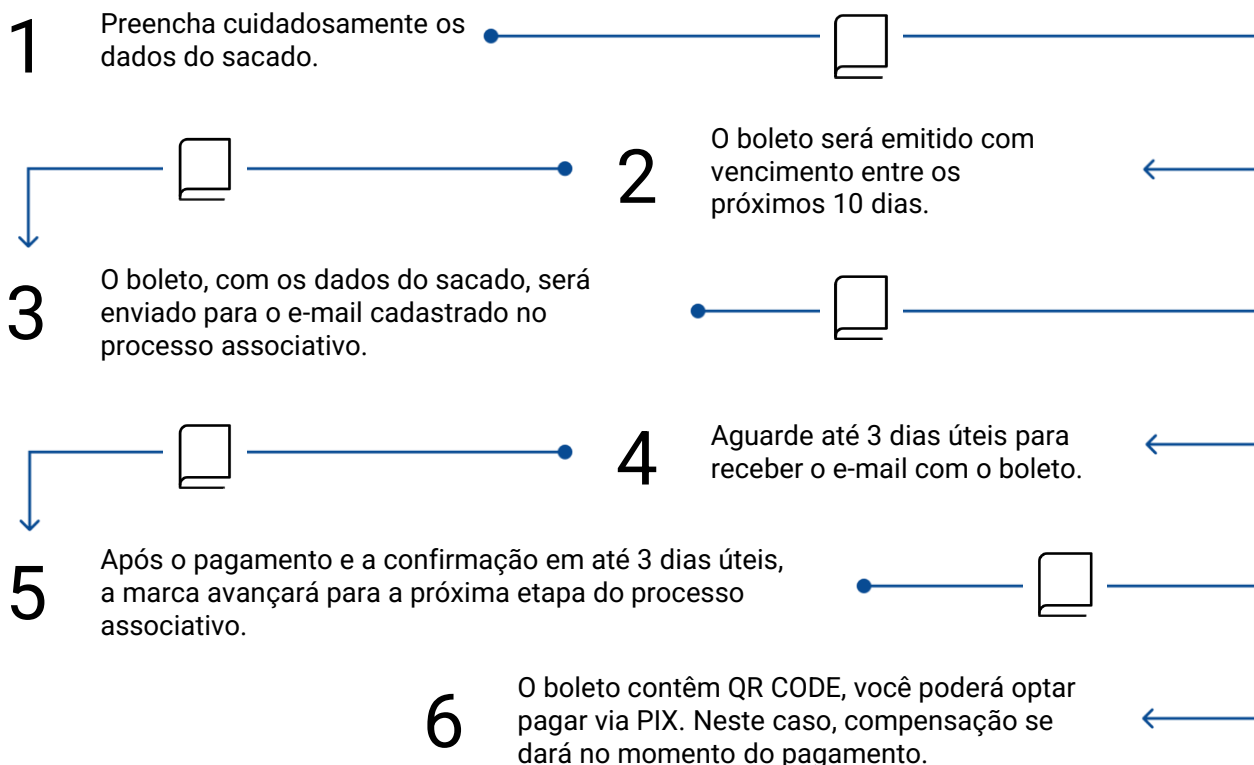 1
Preencha cuidadosamente os
dados do sacado.
2
O boleto será emitido com
vencimento entre os
próximos 10 dias.
3
O boleto, com os dados do sacado, será
enviado para o e-mail cadastrado no
processo associativo.
4
Aguarde até 3 dias úteis para
receber o e-mail com o boleto.
5
Após o pagamento e a confirmação em até 3 dias úteis,
a marca avançará para a próxima etapa do processo
associativo.
6
O boleto contêm QR CODE, você poderá optar
pagar via PIX. Neste caso, compensação se
dará no momento do pagamento.